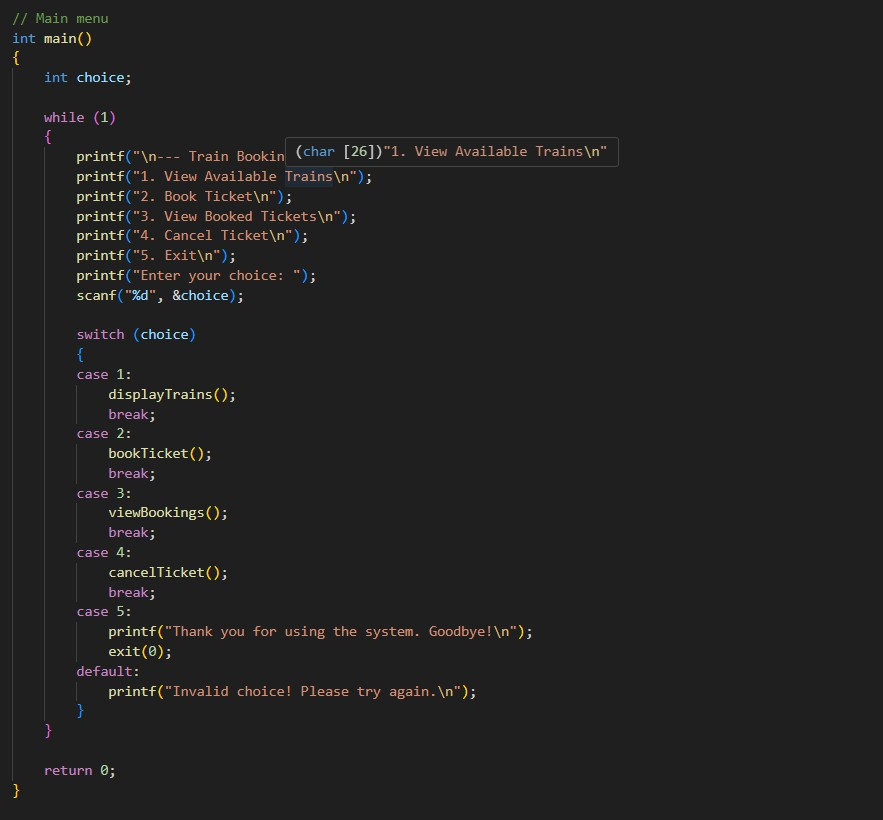 // Main menu
int main()
{
int choice;
while (1)
{
(char [26])"1. View Available Trains\n"
printf("\n--- Train Bookin
printf("1. View Available Trains\n");
printf("2. Book Ticket\n");
printf("3. View Booked Tickets\n");
printf("4. Cancel Ticket\n");
printf("5. Exit\n");
printf("Enter your choice: ");
scanf("%d", &choice);
switch (choice)
{
case 1:
displayTrains();
break;
case 2:
bookTicket();
break;
case 3:
viewBookings();
break;
case 4:
cancelTicket();
break;
case 5:
printf("Thank you for using the system. Goodbye!\n");
exit(0);
default:
printf("Invalid choice! Please try again.\n");
}
}
return 0;
}